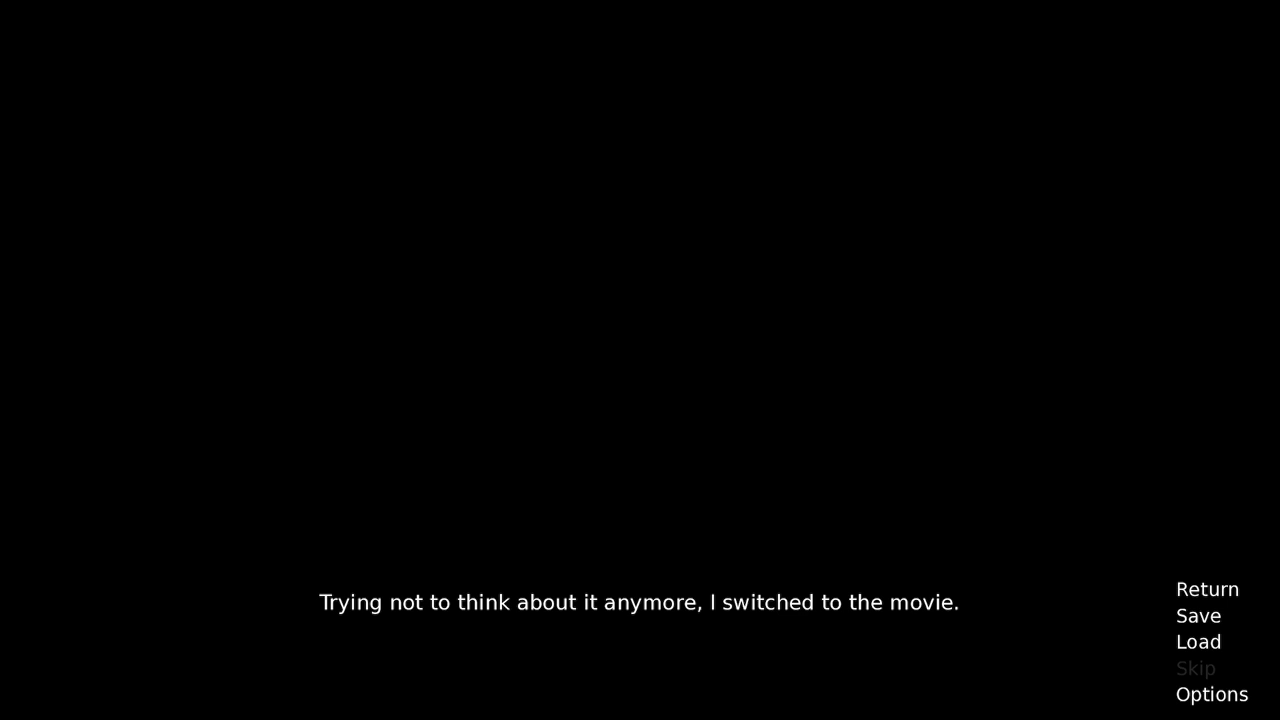 Trying not to think about it anymore, I switched to the movie.
Return
Save
Load
Skip
Options